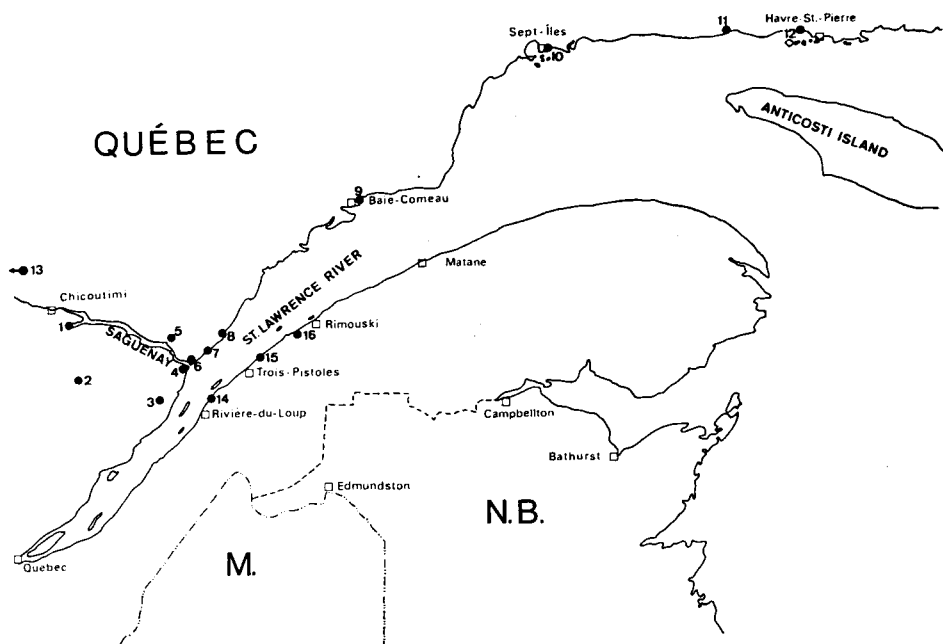 11
Havre-St.-Pierre
Sept-Îles
12
10
ANTICOSTI ISLAND
QUÉBEC
9
Baie-Comeau
ST. LAWRENCE RIVER
Matane
13
Chicoutimi
1
SAGUENAY
5
8
7
6
4
Rimouski
16
15
Trois-Pistoles
2
3
14
Rivière-du-Loup
Campbellton
Bathurst
Edmundston
N.B.
M.
Québec